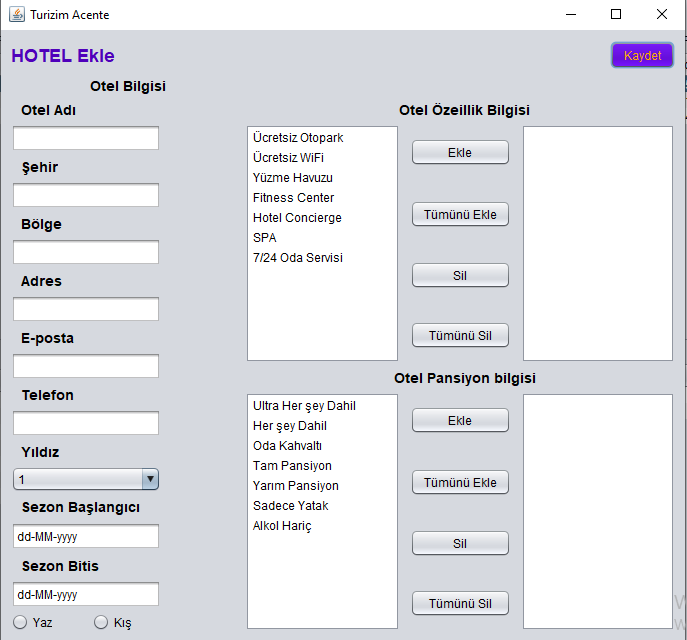 Turizim Acente
HOTEL Ekle
Kaydet
Otel Bilgisi
Otel Adı
Şehir
Bölge
Adres
E-posta
Telefon
Yıldız
1
Sezon Başlangıcı
dd-MM-yyyy
Sezon Bitis
dd-MM-yyyy
Yaz
Kış
Otel Özeillik Bilgisi
Ücretsiz Otopark
Ücretsiz WiFi
Yüzme Havuzu
Fitness Center
Hotel Concierge
SPA
7/24 Oda Servisi
Ekle
Tümünü Ekle
Sil
Tümünü Sil
Otel Pansiyon bilgisi
Ultra Her şey Dahil
Her şey Dahil
Oda Kahvaltı
Tam Pansiyon
Yarım Pansiyon
Sadece Yatak
Alkol Hariç
Ekle
Tümünü Ekle
Sil
Tümünü Sil